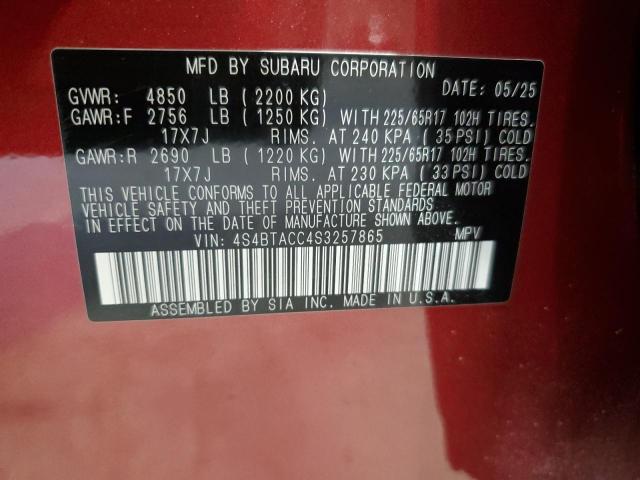 MFD BY SUBARU CORPORATION
DATE: 05/25
GVWR: 4850 LB (2200 KG)
GAWR:F 2756 LB (1250 KG) WITH 225/65R17 102H TIRES.
17X7J RIMS. AT 240 KPA (35 PSI) COLD
GAWR:R 2690 LB (1220 KG) WITH 225/65R17 102H TIRES.
17X7J RIMS. AT 230 KPA (33 PSI) COLD
THIS VEHICLE CONFORMS TO ALL APPLICABLE FEDERAL MOTOR
VEHICLE SAFETY AND THEFT PREVENTION STANDARDS
IN EFFECT ON THE DATE OF MANUFACTURE SHOWN ABOVE.
VIN: 4S4BTACC4S3257865 MPV
ASSEMBLED BY SIA INC. MADE IN U.S.A.